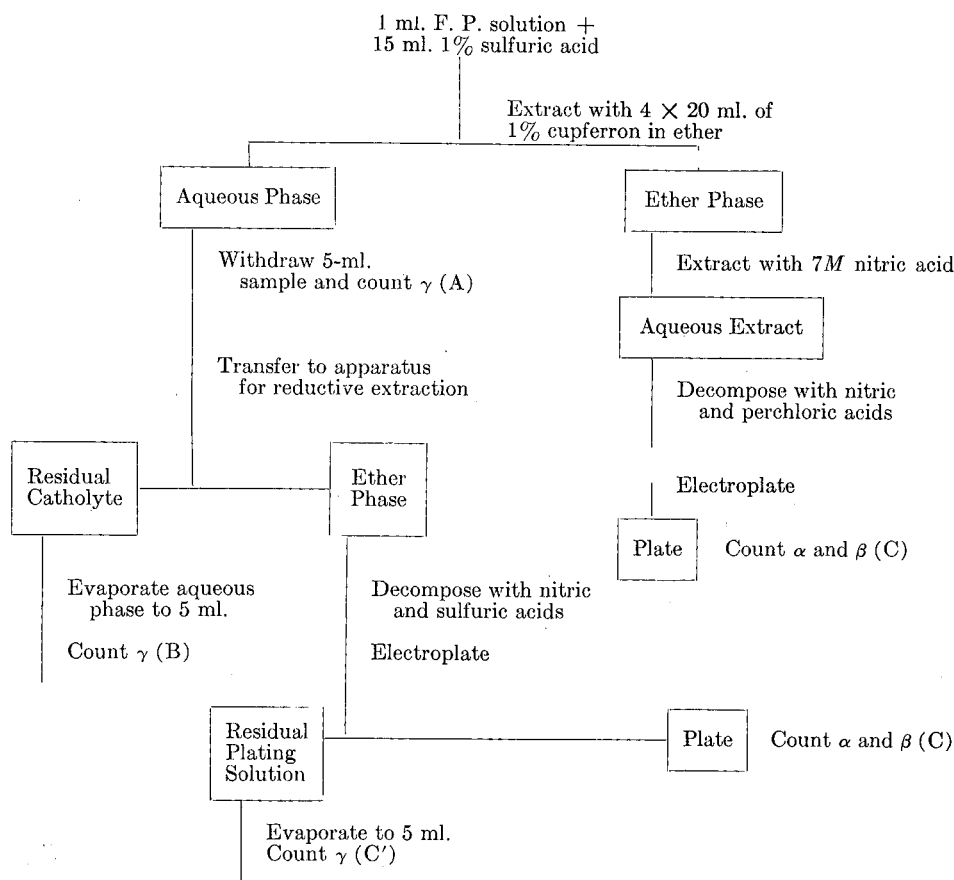 1 ml. F. P. solution +
15 ml. 1% sulfuric acid
Extract with 4 × 20 ml. of
1% cupferron in ether
Aqueous Phase
Ether Phase
Withdraw 5-ml.
sample and count γ (A)
Extract with 7M nitric acid
Aqueous Extract
Transfer to apparatus
for reductive extraction
Decompose with nitric
and perchloric acids
Residual
Catholyte
Ether
Phase
Electroplate
Plate
Count α and β (C)
Evaporate aqueous
phase to 5 ml.
Count γ (B)
Decompose with nitric
and sulfuric acids
Electroplate
Residual
Plating
Solution
Plate
Count α and β (C)
Evaporate to 5 ml.
Count γ (C′)